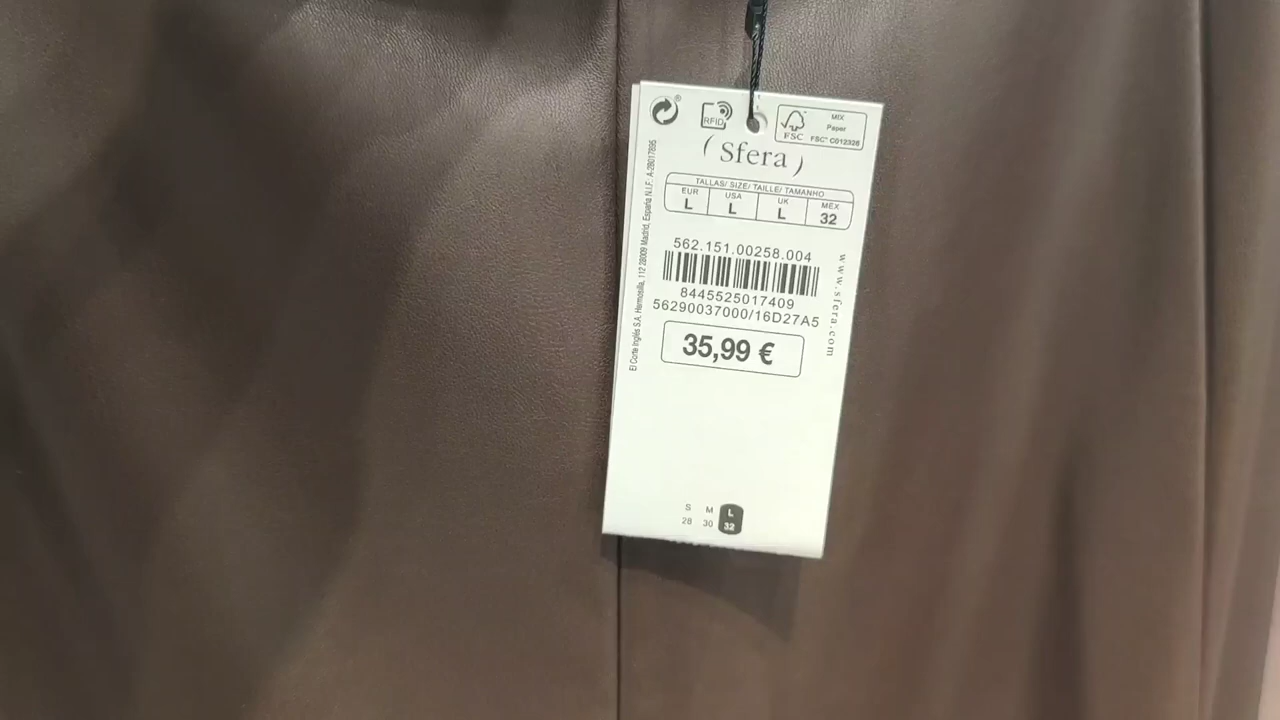 ®
RFID
FSC
MIX
Paper
FSC™ C012328
(Sfera)
TALLAS/ SIZE/ TAILLE/ TAMANHO
EUR USA UK MEX
L L L 32
562.151.00258.004
8445525017409
56290037000/16D27A5
35,99 €
El Corte Inglés S.A. Hermosilla, 112 28009 Madrid, España N.I.F.: A-28017895
www.sfera.com
S M L
28 30 32